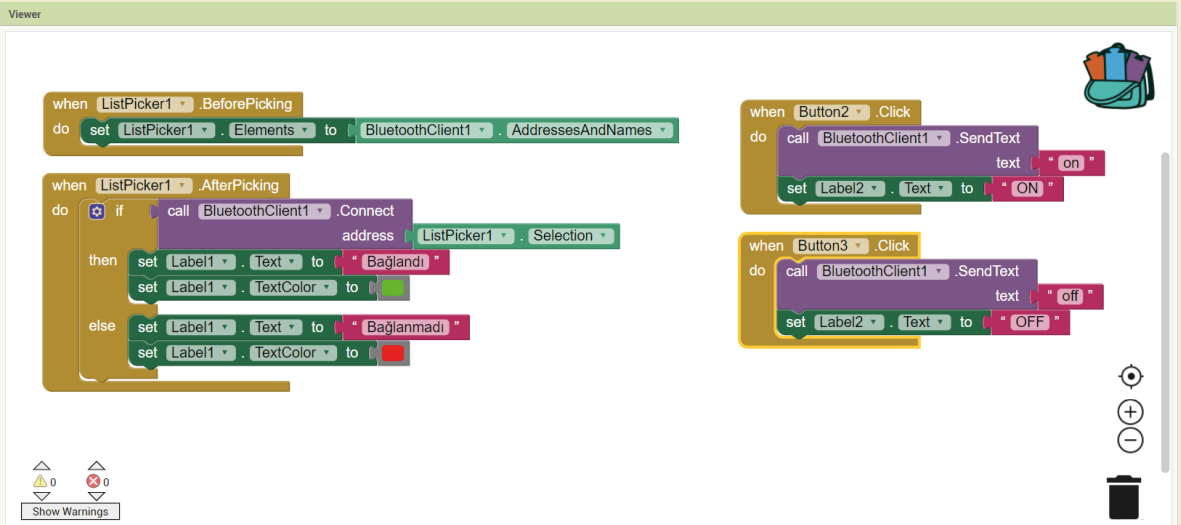 Viewer
when ListPicker1 .BeforePicking
do set ListPicker1 . Elements to BluetoothClient1 . AddressesAndNames
when ListPicker1 .AfterPicking
do if call BluetoothClient1 .Connect
address ListPicker1 . Selection
then set Label1 . Text to " Bağlandı "
set Label1 . TextColor to
else set Label1 . Text to " Bağlanmadı "
set Label1 . TextColor to
when Button2 .Click
do call BluetoothClient1 .SendText
text " on "
set Label2 . Text to " ON "
when Button3 .Click
do call BluetoothClient1 .SendText
text " off "
set Label2 . Text to " OFF "
0 0
Show Warnings